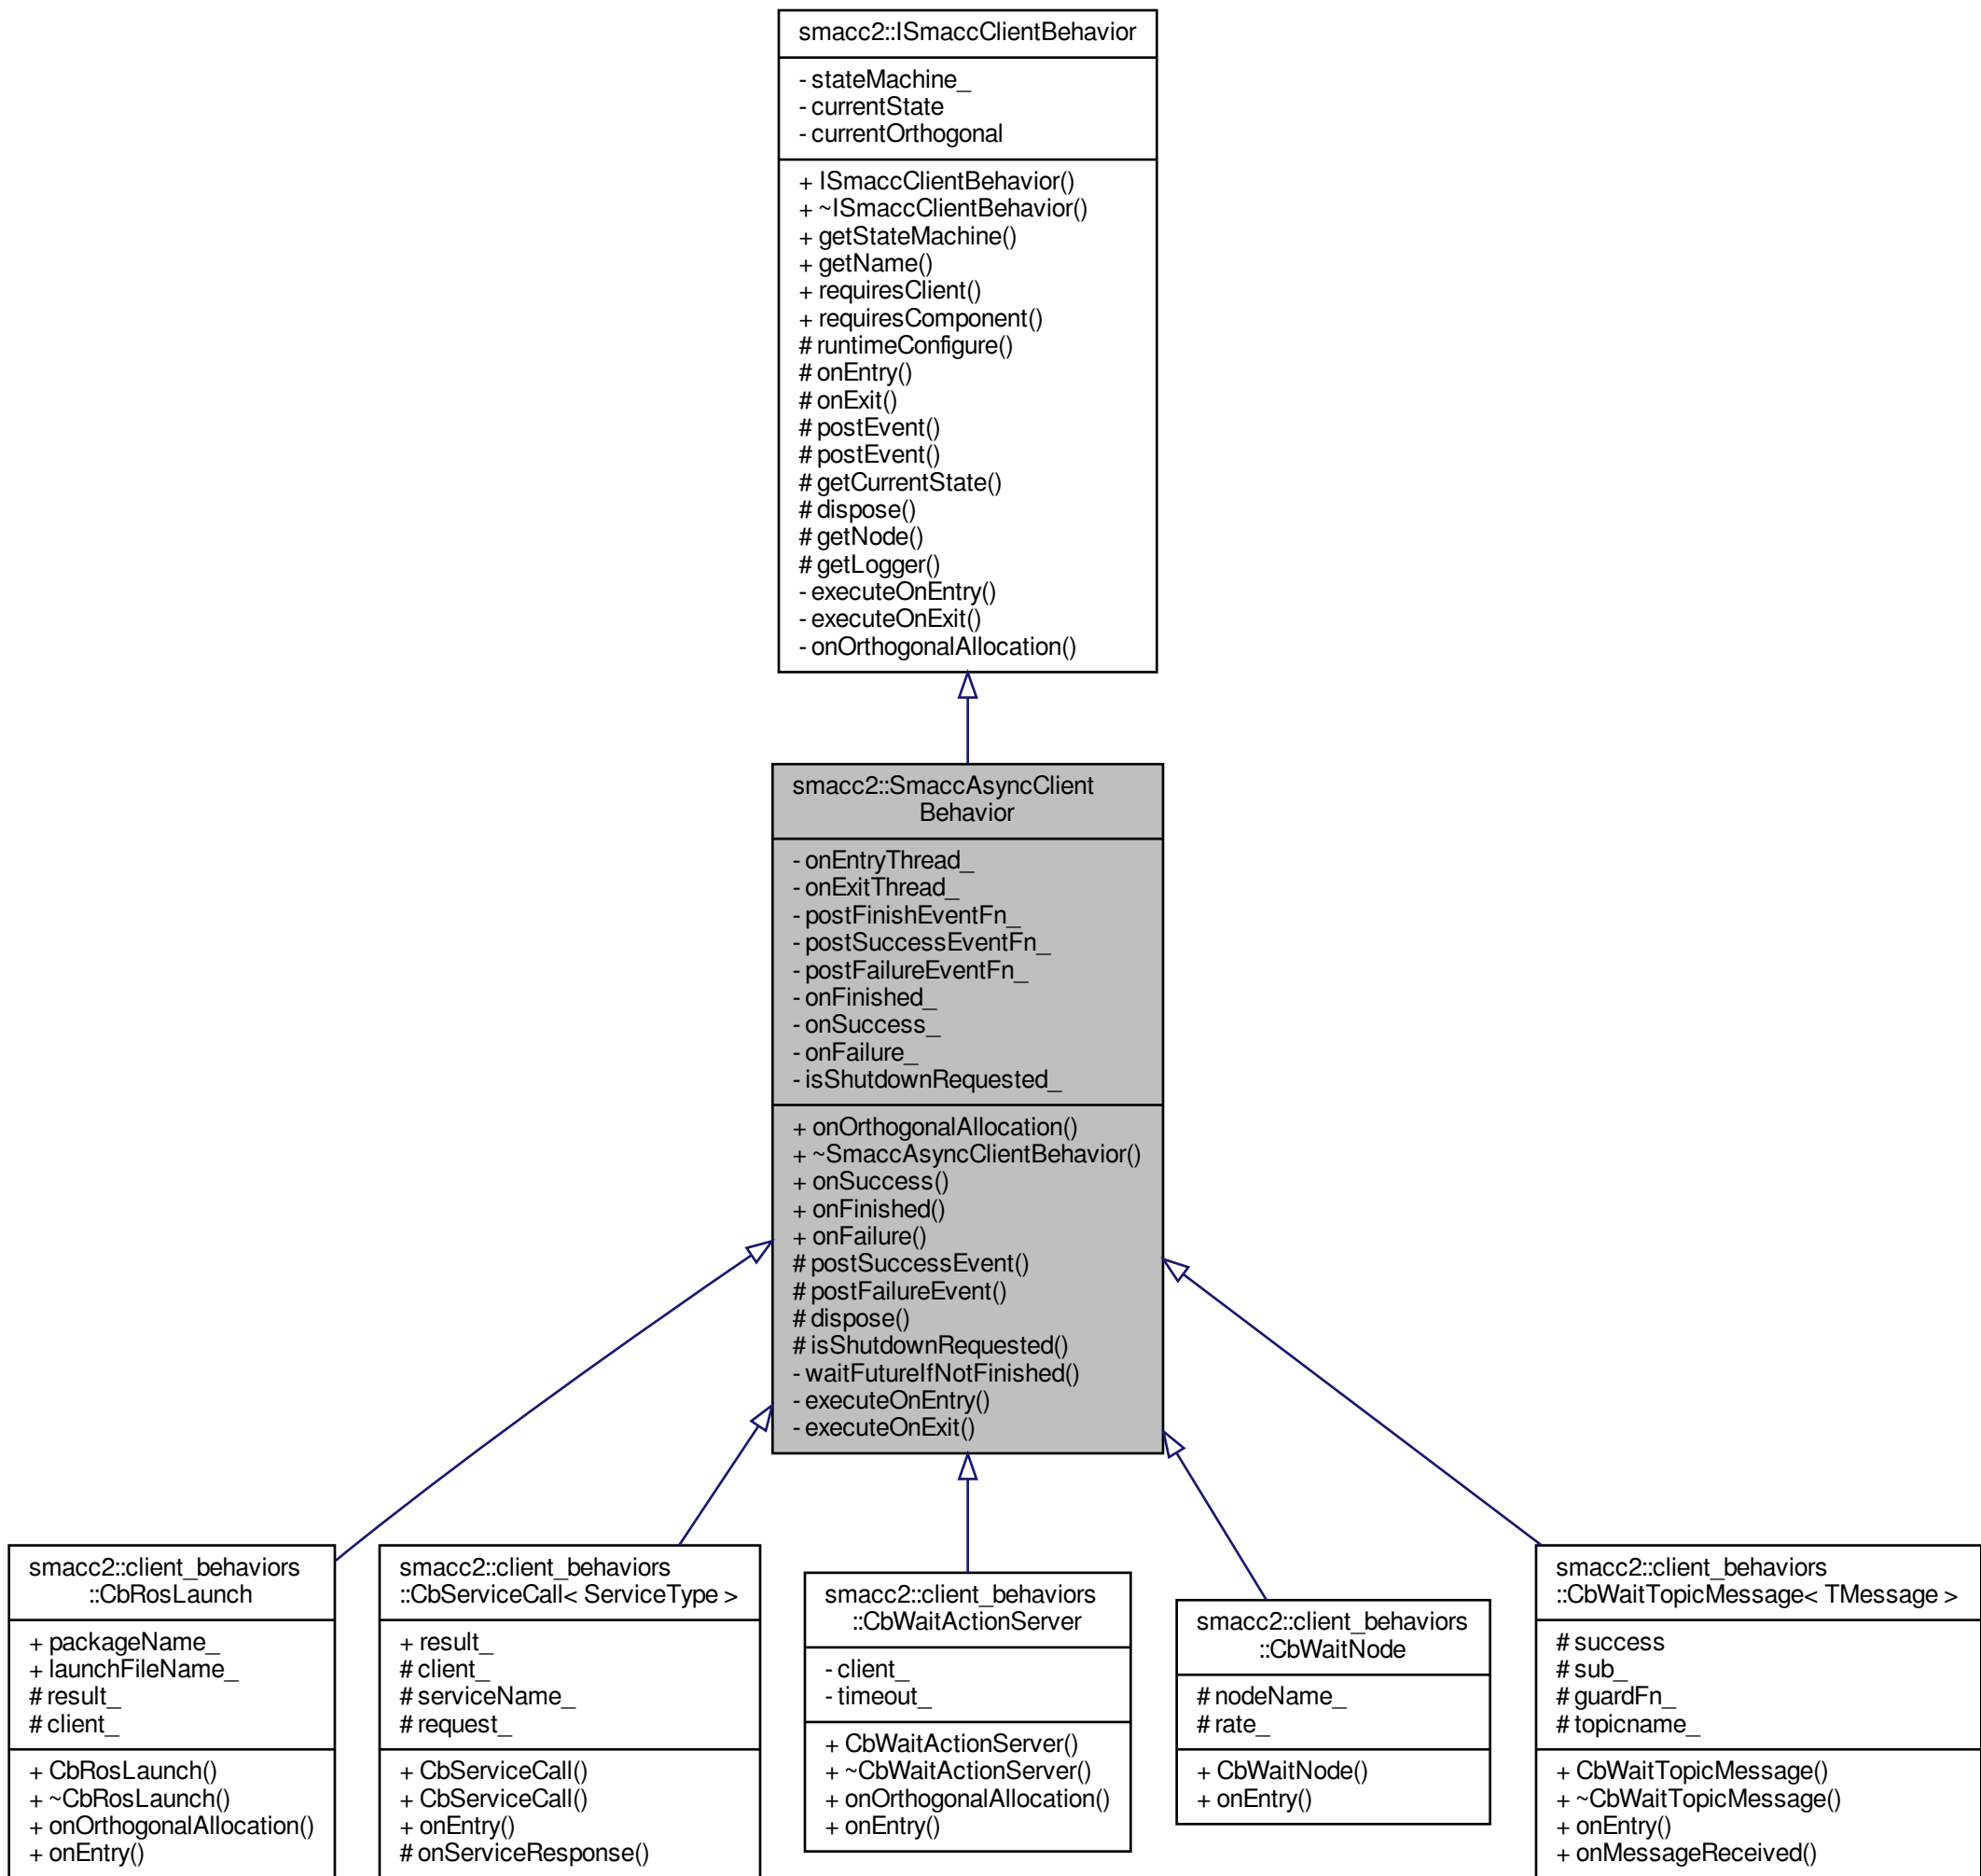 smacc2::ISmaccClientBehavior
- stateMachine_
- currentState
- currentOrthogonal
+ ISmaccClientBehavior()
+ ~ISmaccClientBehavior()
+ getStateMachine()
+ getName()
+ requiresClient()
+ requiresComponent()
# runtimeConfigure()
# onEntry()
# onExit()
# postEvent()
# postEvent()
# getCurrentState()
# dispose()
# getNode()
# getLogger()
- executeOnEntry()
- executeOnExit()
- onOrthogonalAllocation()
smacc2::SmaccAsyncClient
Behavior
- onEntryThread_
- onExitThread_
- postFinishEventFn_
- postSuccessEventFn_
- postFailureEventFn_
- onFinished_
- onSuccess_
- onFailure_
- isShutdownRequested_
+ onOrthogonalAllocation()
+ ~SmaccAsyncClientBehavior()
+ onSuccess()
+ onFinished()
+ onFailure()
# postSuccessEvent()
# postFailureEvent()
# dispose()
# isShutdownRequested()
- waitFutureIfNotFinished()
- executeOnEntry()
- executeOnExit()
smacc2::client_behaviors
::CbRosLaunch
+ packageName_
+ launchFileName_
# result_
# client_
+ CbRosLaunch()
+ ~CbRosLaunch()
+ onOrthogonalAllocation()
+ onEntry()
smacc2::client_behaviors
::CbServiceCall< ServiceType >
+ result_
# client_
# serviceName_
# request_
+ CbServiceCall()
+ CbServiceCall()
+ onEntry()
# onServiceResponse()
smacc2::client_behaviors
::CbWaitActionServer
- client_
- timeout_
+ CbWaitActionServer()
+ ~CbWaitActionServer()
+ onOrthogonalAllocation()
+ onEntry()
smacc2::client_behaviors
::CbWaitNode
# nodeName_
# rate_
+ CbWaitNode()
+ onEntry()
smacc2::client_behaviors
::CbWaitTopicMessage< TMessage >
# success
# sub_
# guardFn_
# topicname_
+ CbWaitTopicMessage()
+ ~CbWaitTopicMessage()
+ onEntry()
+ onMessageReceived()